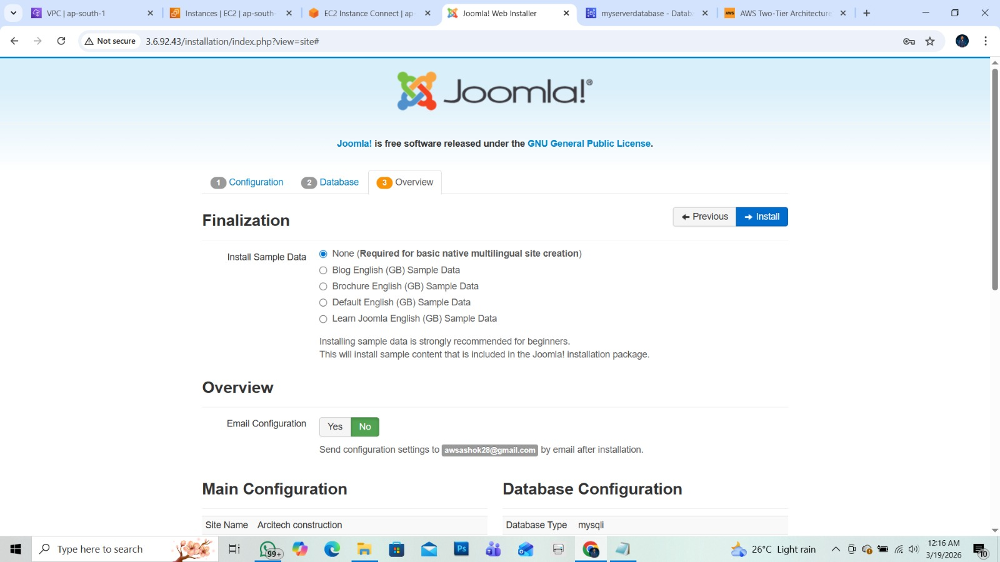 VPC | ap-south-1
Instances | EC2 | ap-south-
EC2 Instance Connect | ap-
Joomla! Web Installer
myserverdatabase - Databa
AWS Two-Tier Architecture
Not secure
3.6.92.43/installation/index.php?view=site#
Joomla!®
Joomla! is free software released under the GNU General Public License.
1 Configuration
2 Database
3 Overview
Finalization
Previous
Install
Install Sample Data
None (Required for basic native multilingual site creation)
Blog English (GB) Sample Data
Brochure English (GB) Sample Data
Default English (GB) Sample Data
Learn Joomla English (GB) Sample Data
Installing sample data is strongly recommended for beginners.
This will install sample content that is included in the Joomla! installation package.
Overview
Email Configuration
Yes No
Send configuration settings to awsashok28@gmail.com by email after installation.
Main Configuration
Database Configuration
Site Name Arcitech construction
Database Type mysqli
Type here to search
99+
Ps
26°C Light rain
12:16 AM
3/19/2026
10